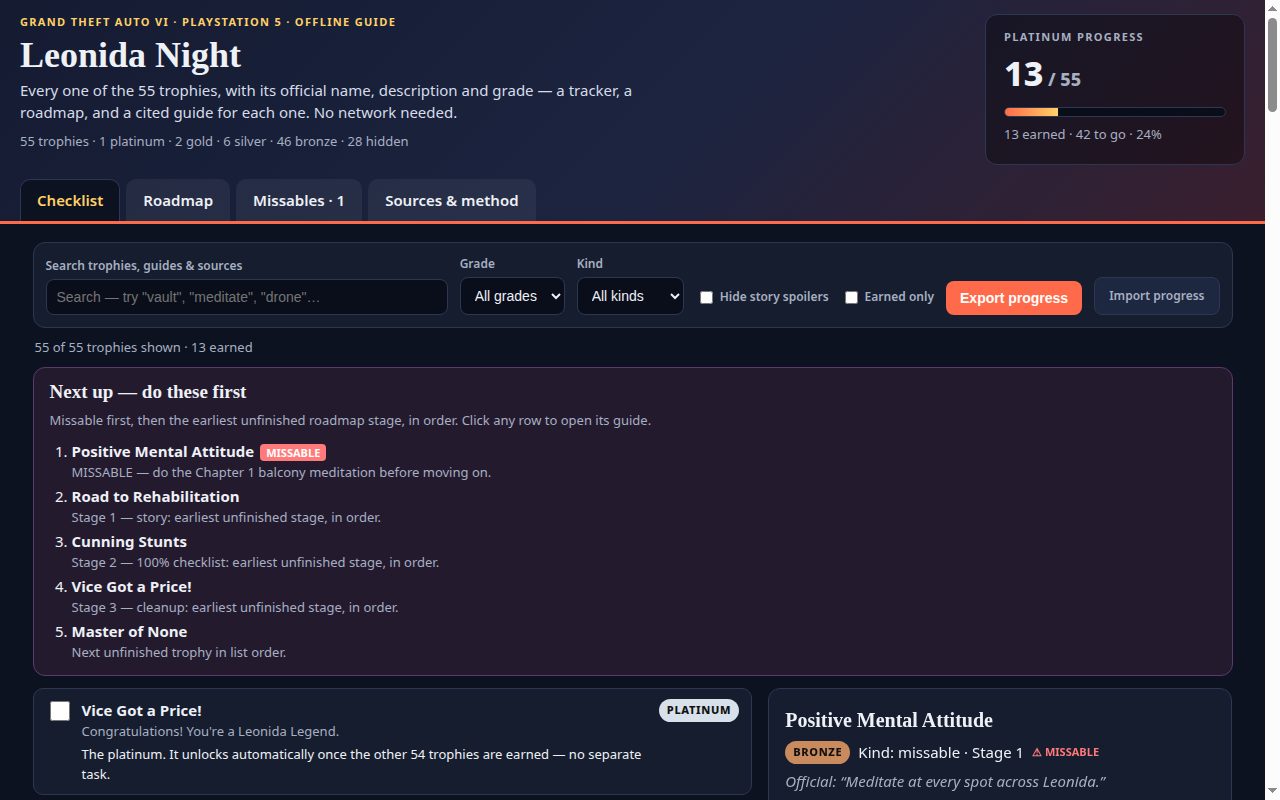 GRAND THEFT AUTO VI · PLAYSTATION 5 · OFFLINE GUIDE
Leonida Night
Every one of the 55 trophies, with its official name, description and grade — a tracker, a
roadmap, and a cited guide for each one. No network needed.
55 trophies · 1 platinum · 2 gold · 6 silver · 46 bronze · 28 hidden
PLATINUM PROGRESS
13 / 55
13 earned · 42 to go · 24%
Checklist
Roadmap
Missables · 1
Sources & method
Search trophies, guides & sources
Search — try "vault", "meditate", "drone"…
Grade
All grades
Kind
All kinds
Hide story spoilers
Earned only
Export progress
Import progress
55 of 55 trophies shown · 13 earned
Next up — do these first
Missable first, then the earliest unfinished roadmap stage, in order. Click any row to open its guide.
1. Positive Mental Attitude MISSABLE
MISSABLE — do the Chapter 1 balcony meditation before moving on.
2. Road to Rehabilitation
Stage 1 — story: earliest unfinished stage, in order.
3. Cunning Stunts
Stage 2 — 100% checklist: earliest unfinished stage, in order.
4. Vice Got a Price!
Stage 3 — cleanup: earliest unfinished stage, in order.
5. Master of None
Next unfinished trophy in list order.
Vice Got a Price!
PLATINUM
Congratulations! You're a Leonida Legend.
The platinum. It unlocks automatically once the other 54 trophies are earned — no separate
task.
Positive Mental Attitude
BRONZE Kind: missable · Stage 1 ⚠ MISSABLE
Official: “Meditate at every spot across Leonida.”